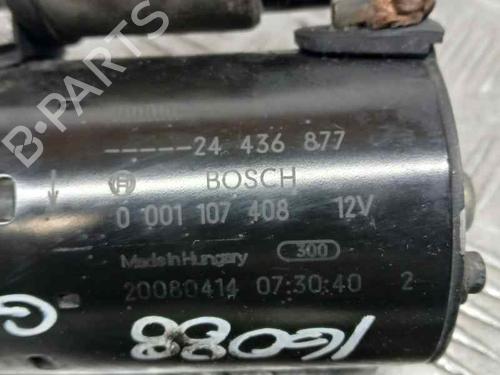 -----24 436 877
BOSCH
0 001 107 408 12V
Made in Hungary 300
20080414 07:30:40 2
16088
G
B-PARTS